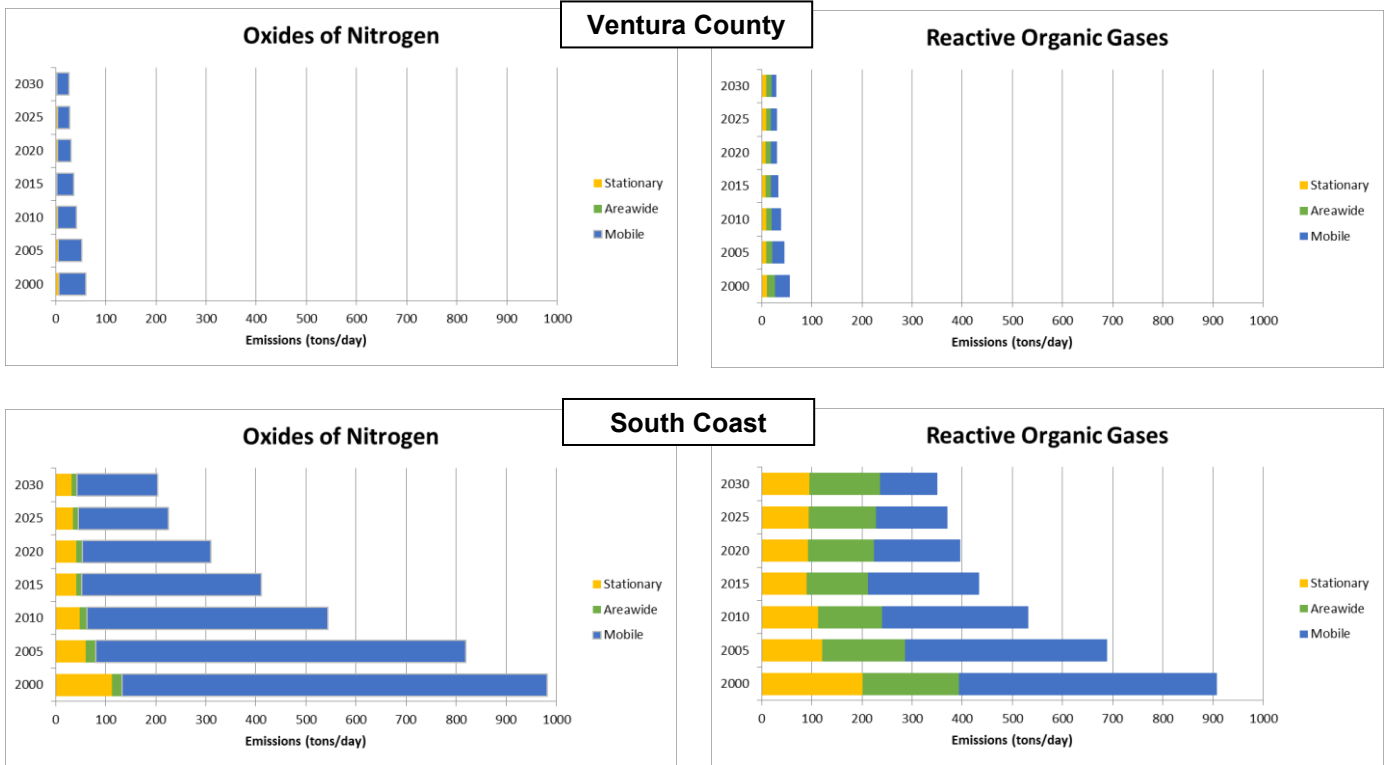 Ventura County
Oxides of Nitrogen
2030
2025
2020
2015
2010
2005
2000
0 100 200 300 400 500 600 700 800 900 1000
Emissions (tons/day)
Stationary
Areawide
Mobile
Reactive Organic Gases
2030
2025
2020
2015
2010
2005
2000
0 100 200 300 400 500 600 700 800 900 1000
Emissions (tons/day)
Stationary
Areawide
Mobile
South Coast
Oxides of Nitrogen
2030
2025
2020
2015
2010
2005
2000
0 100 200 300 400 500 600 700 800 900 1000
Emissions (tons/day)
Stationary
Areawide
Mobile
Reactive Organic Gases
2030
2025
2020
2015
2010
2005
2000
0 100 200 300 400 500 600 700 800 900 1000
Emissions (tons/day)
Stationary
Areawide
Mobile